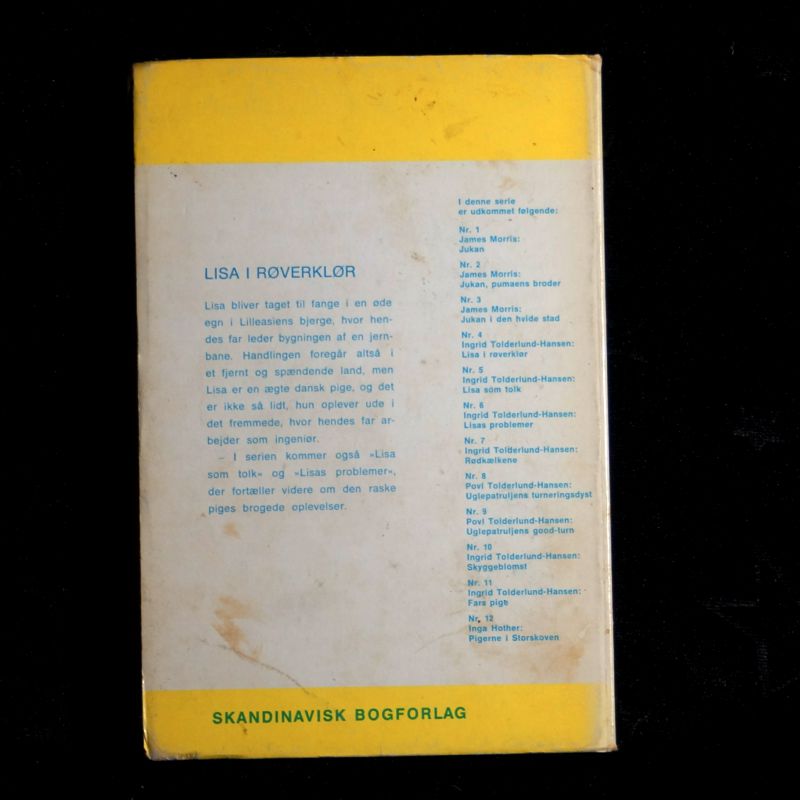 LISA I RØVERKLØR
Lisa bliver taget til fange i en øde
egn i Lilleasiens bjerge, hvor hen-
des far leder bygningen af en jern-
bane. Handlingen foregår altså i
et fjernt og spændende land, men
Lisa er en ægte dansk pige, og det
er ikke så lidt, hun oplever ude i
det fremmede, hvor hendes far ar-
bejder som ingeniør.
– I serien kommer også »Lisa
som tolk« og »Lisas problemer«,
der fortæller videre om den raske
piges brogede oplevelser.
I denne serie
er udkommet følgende:
Nr. 1
James Morris:
Jukan
Nr. 2
James Morris:
Jukan, pumaens broder
Nr. 3
James Morris:
Jukan i den hvide stad
Nr. 4
Ingrid Tolderlund-Hansen:
Lisa i røverklør
Nr. 5
Ingrid Tolderlund-Hansen:
Lisa som tolk
Nr. 6
Ingrid Tolderlund-Hansen:
Lisas problemer
Nr. 7
Ingrid Tolderlund-Hansen:
Rødkælkene
Nr. 8
Povl Tolderlund-Hansen:
Uglepatruljens turneringsdyst
Nr. 9
Povl Tolderlund-Hansen:
Uglepatruljens good-turn
Nr. 10
Ingrid Tolderlund-Hansen:
Skyggeblomst
Nr. 11
Ingrid Tolderlund-Hansen:
Fars pige
Nr. 12
Inga Hother:
Pigerne i Storskoven
SKANDINAVISK BOGFORLAG